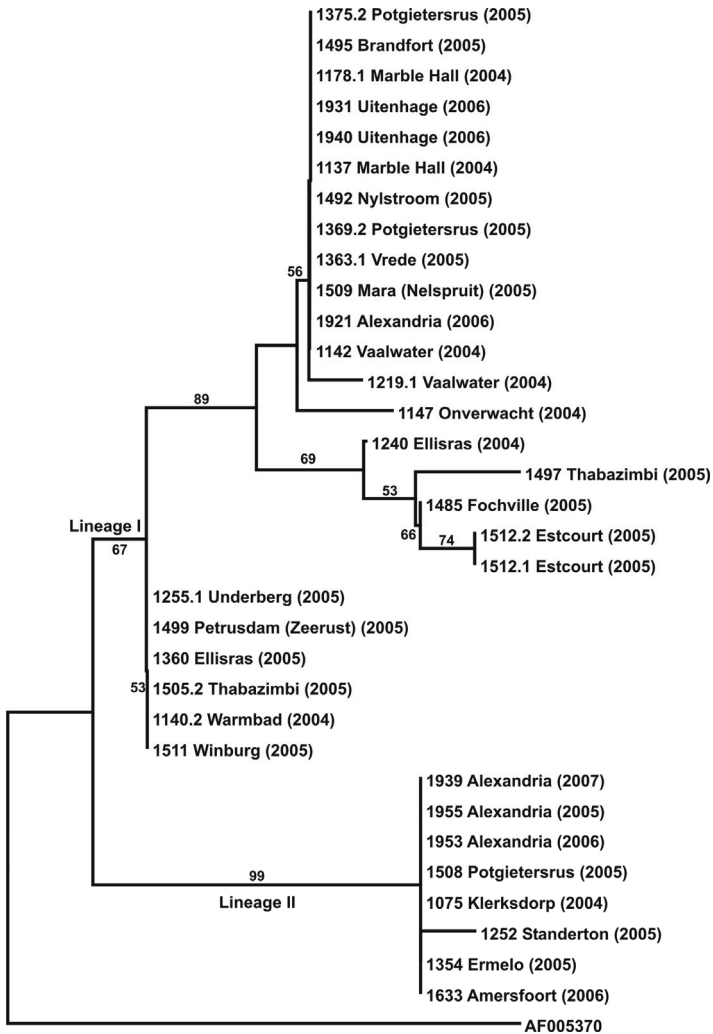 1375.2 Potgietersrus (2005)
1495 Brandfort (2005)
1178.1 Marble Hall (2004)
1931 Uitenhage (2006)
1940 Uitenhage (2006)
1137 Marble Hall (2004)
1492 Nylstroom (2005)
1369.2 Potgietersrus (2005)
1363.1 Vrede (2005)
56
1509 Mara (Nelspruit) (2005)
1921 Alexandria (2006)
1142 Vaalwater (2004)
1219.1 Vaalwater (2004)
89
1147 Onverwacht (2004)
1240 Ellisras (2004)
69
1497 Thabazimbi (2005)
53
1485 Fochville (2005)
Lineage I
66
74
1512.2 Estcourt (2005)
67
1512.1 Estcourt (2005)
1255.1 Underberg (2005)
1499 Petrusdam (Zeerust) (2005)
1360 Ellisras (2005)
53
1505.2 Thabazimbi (2005)
1140.2 Warmbad (2004)
1511 Winburg (2005)
1939 Alexandria (2007)
1955 Alexandria (2005)
1953 Alexandria (2006)
99
1508 Potgietersrus (2005)
Lineage II
1075 Klerksdorp (2004)
1252 Standerton (2005)
1354 Ermelo (2005)
1633 Amersfoort (2006)
AF005370